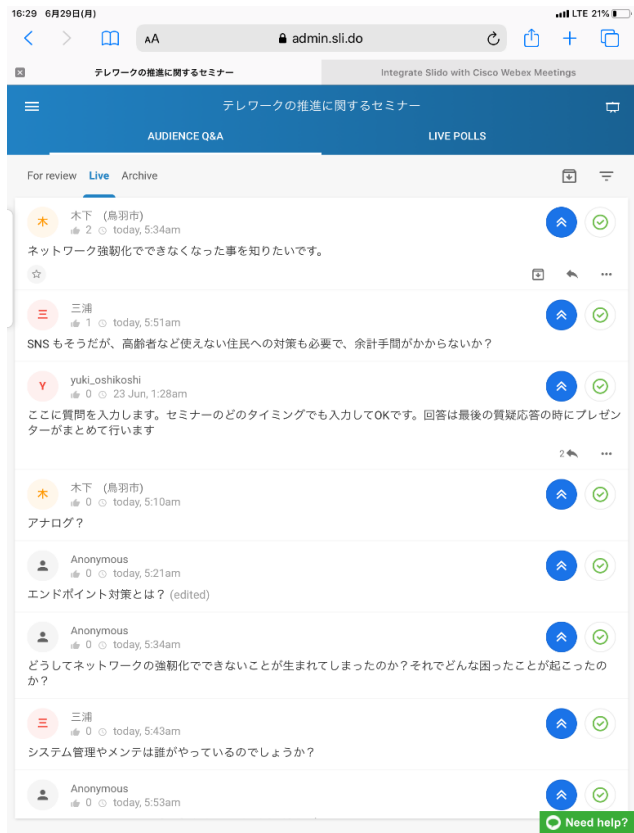 16:29 6月29日(月)
LTE 21%
AA
admin.sli.do
テレワークの推進に関するセミナー
Integrate Slido with Cisco Webex Meetings
テレワークの推進に関するセミナー
AUDIENCE Q&A
LIVE POLLS
For review Live Archive
木
木下 (鳥羽市)
2 today, 5:34am
ネットワーク強靭化でできなくなった事を知りたいです。
三
三浦
1 today, 5:51am
SNS もそうだが、高齢者など使えない住民への対策も必要で、余計手間がかからないか？
Y
yuki_oshikoshi
0 23 Jun, 1:28am
ここに質問を入力します。セミナーのどのタイミングでも入力してOKです。回答は最後の質疑応答の時にプレゼン
ターがまとめて行います
2
木
木下 (鳥羽市)
0 today, 5:10am
アナログ？
Anonymous
0 today, 5:21am
エンドポイント対策とは？ (edited)
Anonymous
0 today, 5:34am
どうしてネットワークの強靭化でできないことが生まれてしまったのか？それでどんな困ったことが起こったの
か？
三
三浦
0 today, 5:43am
システム管理やメンテは誰がやっているのでしょうか？
Anonymous
0 today, 5:53am
Need help?